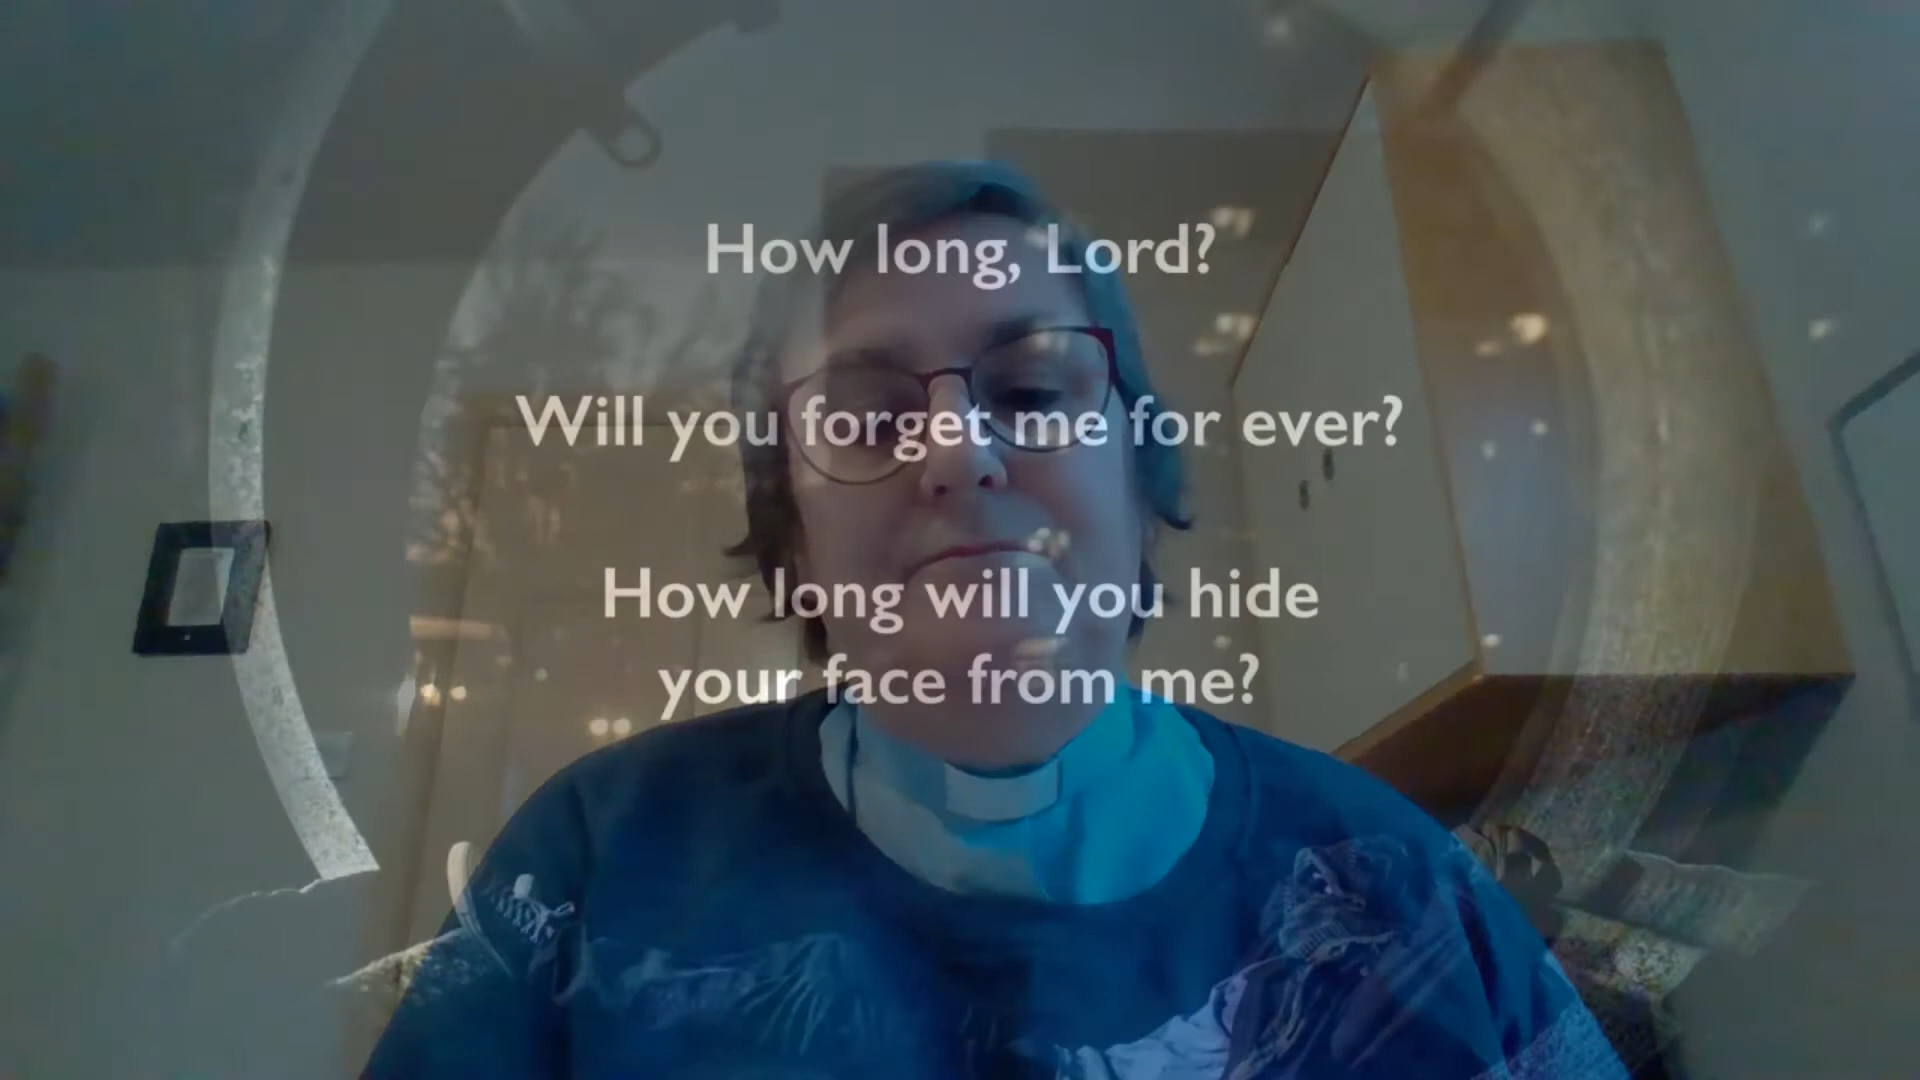 How long, Lord?
Will you forget me for ever?
How long will you hide
your face from me?